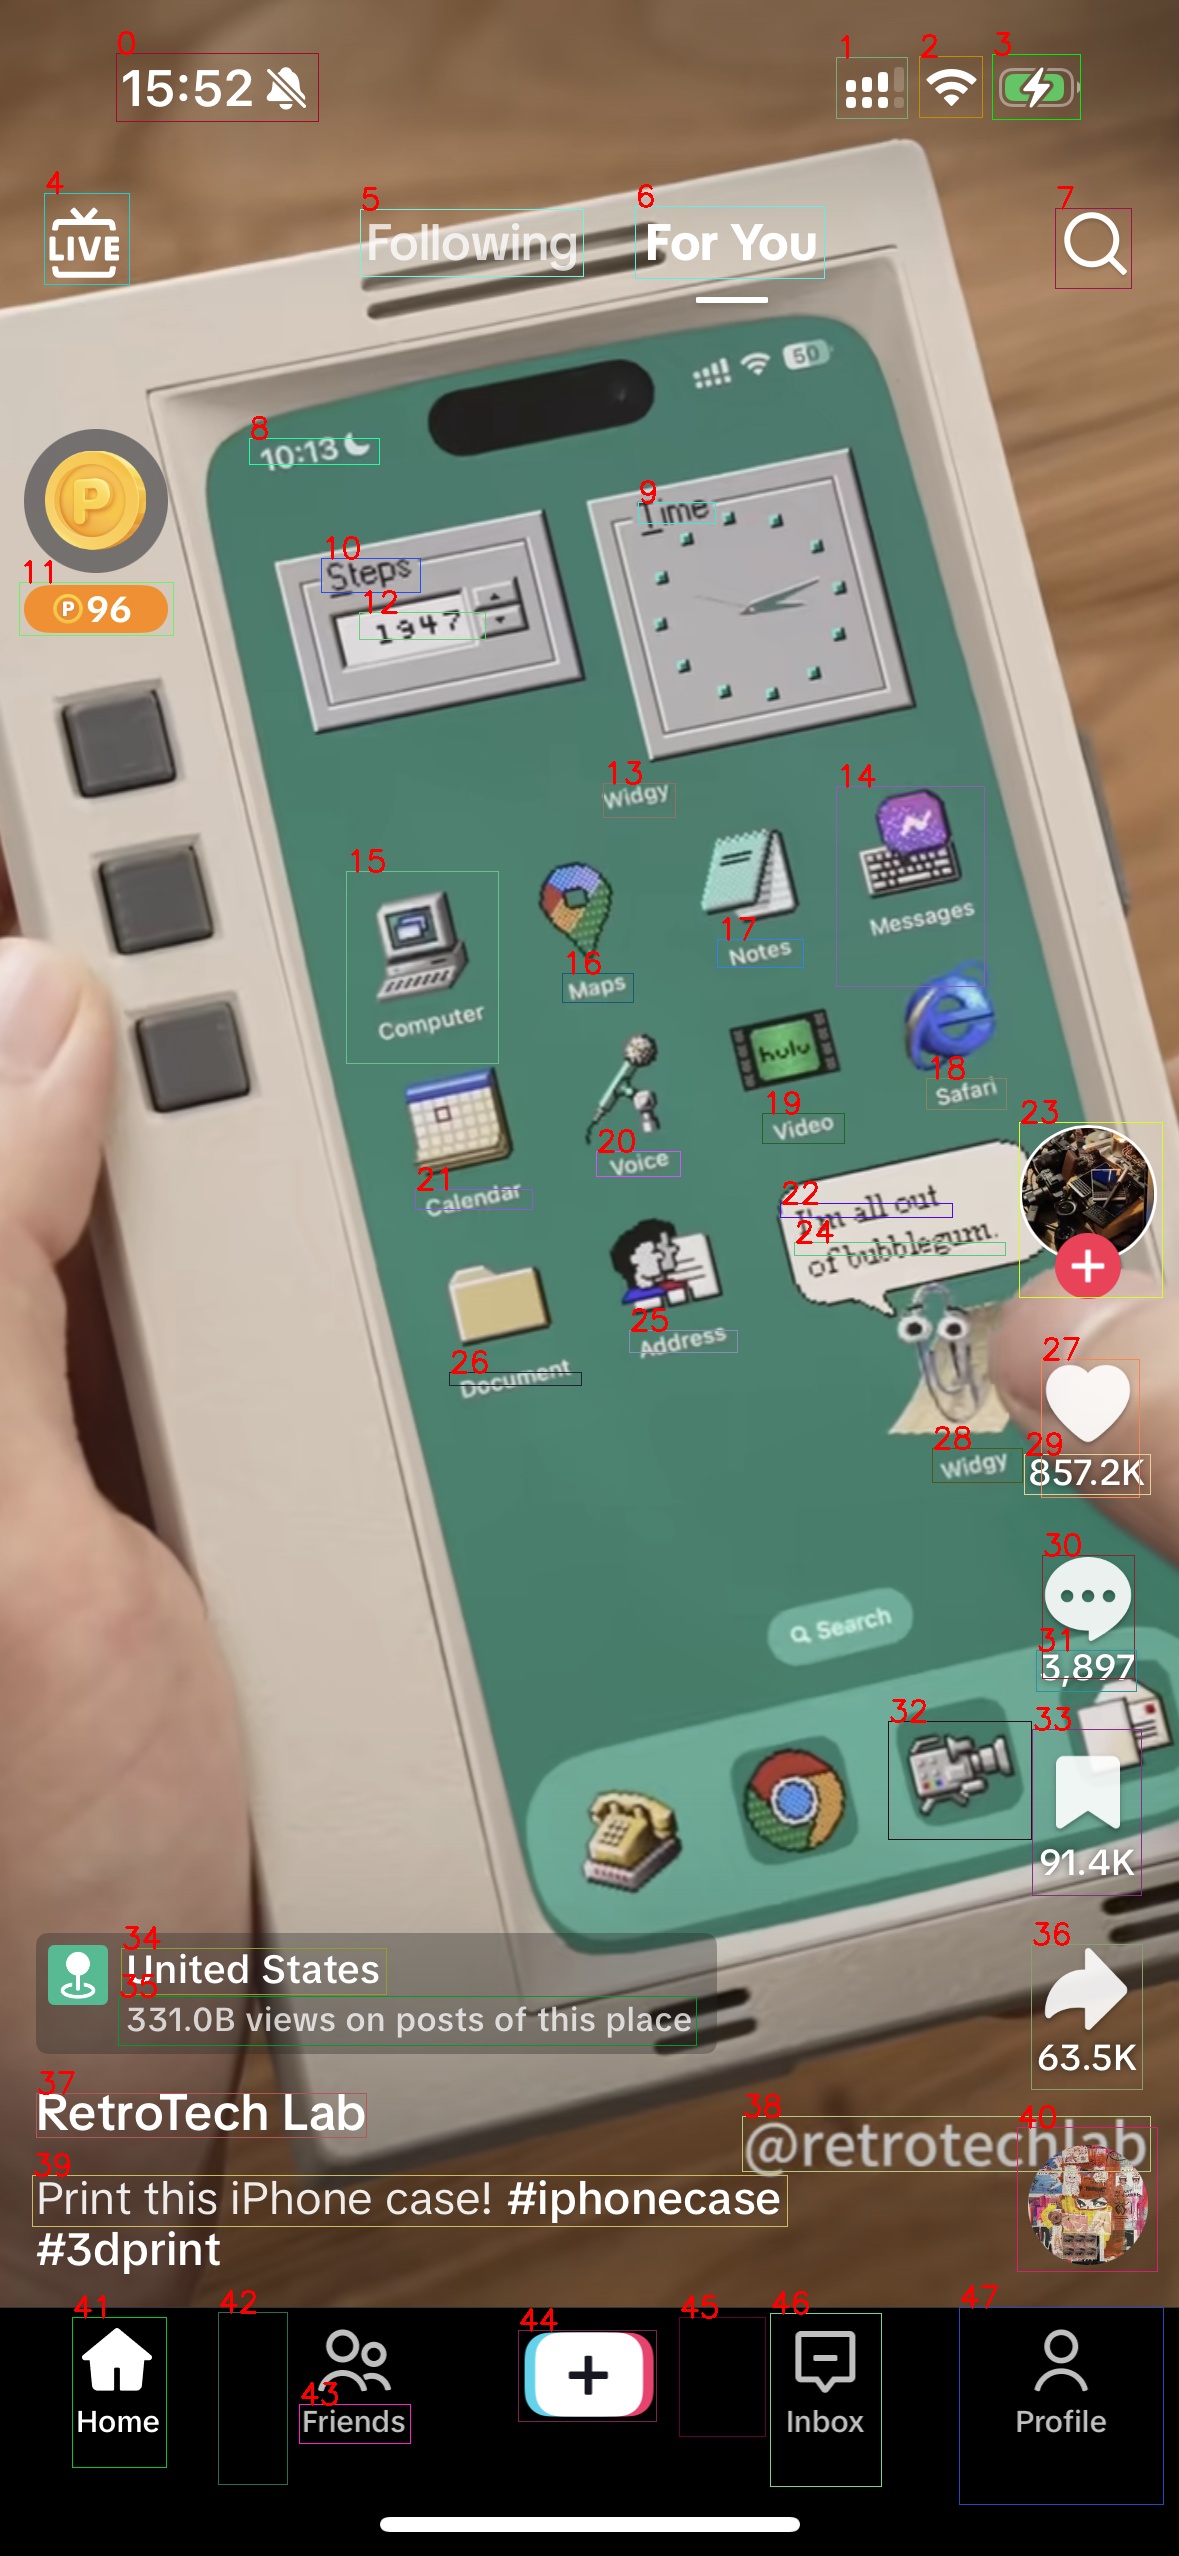 15:52
LIVE
Following
For You
10:13
50
Time
Steps
1947
P
P 96
Widgy
Messages
Notes
Maps
Computer
hulu
Safari
Video
Voice
Calendar
I'm all out
of bubblegum.
Address
Document
Widgy
857.2K
3,897
Search
91.4K
United States
331.0B views on posts of this place
63.5K
RetroTech Lab
@retrotechlab
Print this iPhone case! #iphonecase
#3dprint
Home
Friends
Inbox
Profile
0
1
2
3
4
5
6
7
8
9
10
11
12
13
14
15
16
17
18
19
20
21
22
23
24
25
26
27
28
29
30
31
32
33
34
35
36
37
38
39
40
41
42
43
44
45
46
47